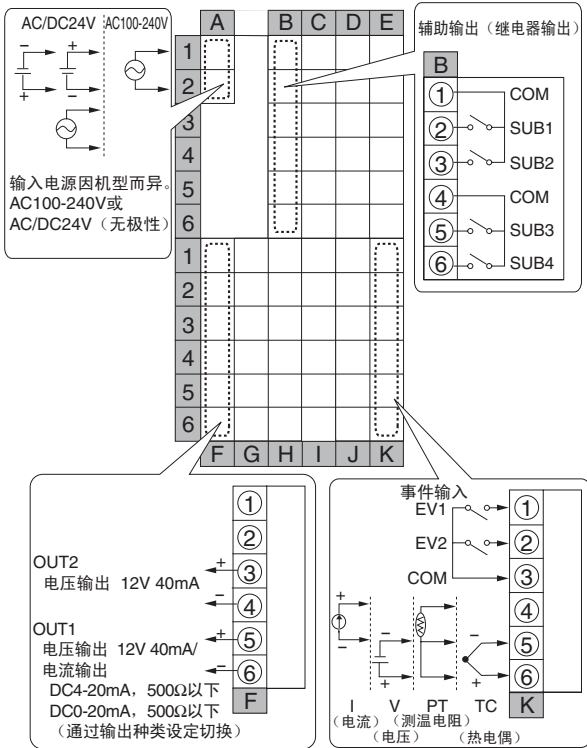 AC/DC24V
AC100-240V
－ ＋
＋ －
输入电源因机型而异。
AC100-240V或
AC/DC24V（无极性）
A B C D E
1
2
3
4
5
6
1
2
3
4
5
6
F G H I J K
辅助输出（继电器输出）
B
① COM
② SUB1
③ SUB2
④ COM
⑤ SUB3
⑥ SUB4
①
②
OUT2 + ③
电压输出 12V 40mA
－ ④
OUT1 + ⑤
电压输出 12V 40mA/
电流输出 － ⑥
DC4-20mA，500Ω以下
DC0-20mA，500Ω以下
（通过输出种类设定切换）
F
事件输入
EV1 ①
EV2 ②
COM ③
④
+ － － ⑤
－ + + ⑥
I V PT TC K
（电流） （测温电阻）
（电压） （热电偶）